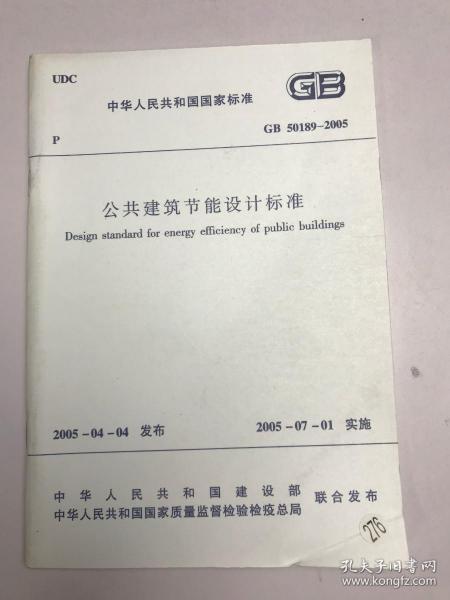 UDC
中华人民共和国国家标准
GB
P
GB 50189-2005
公共建筑节能设计标准
Design standard for energy efficiency of public buildings
2005-04-04 发布
2005-07-01 实施
中华人民共和国建设部
中华人民共和国国家质量监督检验检疫总局
联合发布
276
孔夫子旧书网
www.kongfz.com